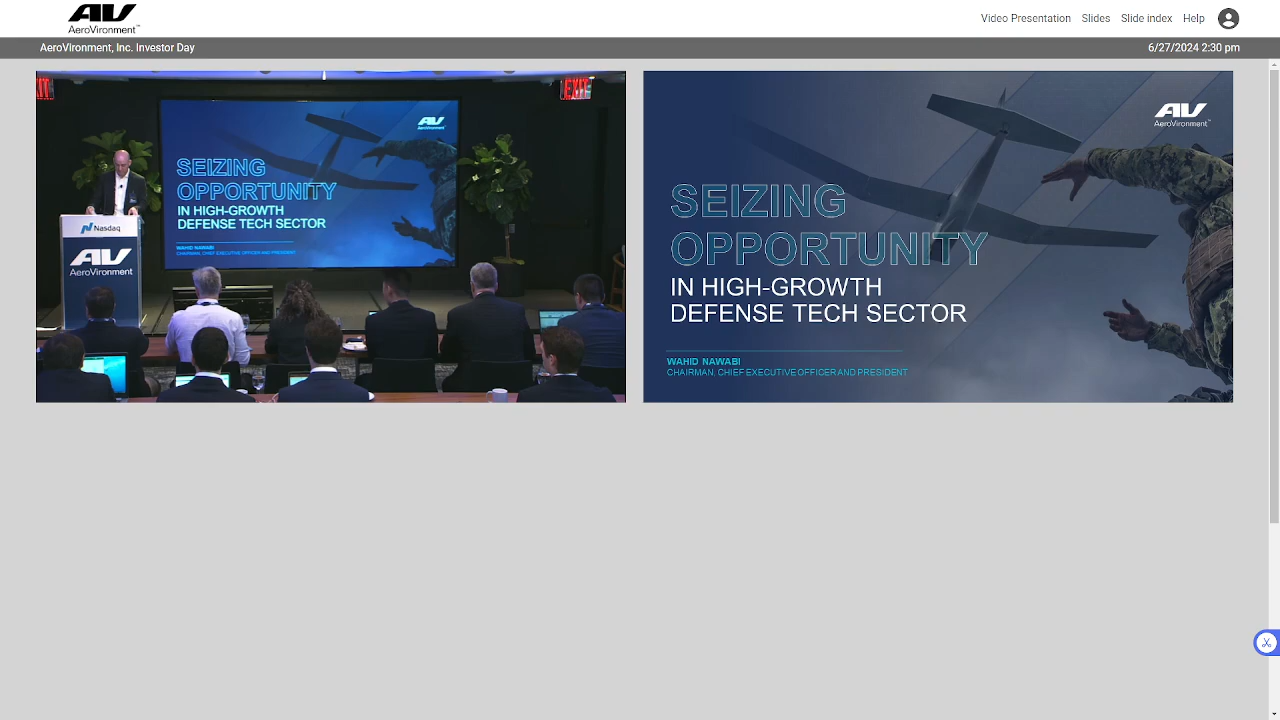 AV
AeroVironment™
Video Presentation
Slides
Slide index
Help
AeroVironment, Inc. Investor Day
6/27/2024 2:30 pm
EXIT
EXIT
AV
AeroVironment
SEIZING
OPPORTUNITY
IN HIGH-GROWTH
DEFENSE TECH SECTOR
WAHID NAWABI
CHAIRMAN, CHIEF EXECUTIVE OFFICER AND PRESIDENT
Nasdaq
AV
AeroVironment
AV
AeroVironment™
SEIZING
OPPORTUNITY
IN HIGH-GROWTH
DEFENSE TECH SECTOR
WAHID NAWABI
CHAIRMAN, CHIEF EXECUTIVE OFFICER AND PRESIDENT